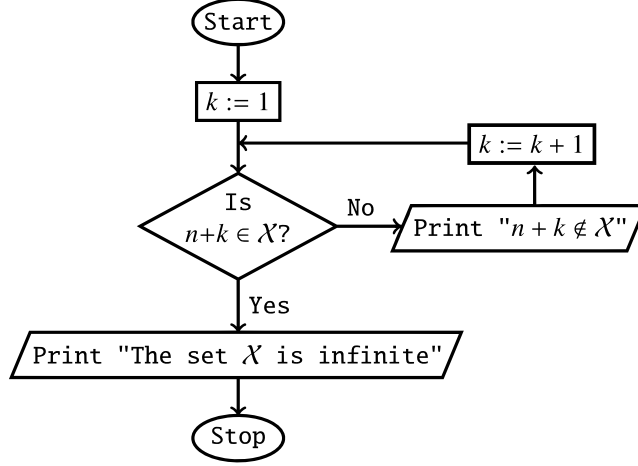 Start
k := 1
k := k + 1
Is
n+k ∈ 𝒳?
No
Print "n + k ∉ 𝒳"
Yes
Print "The set 𝒳 is infinite"
Stop